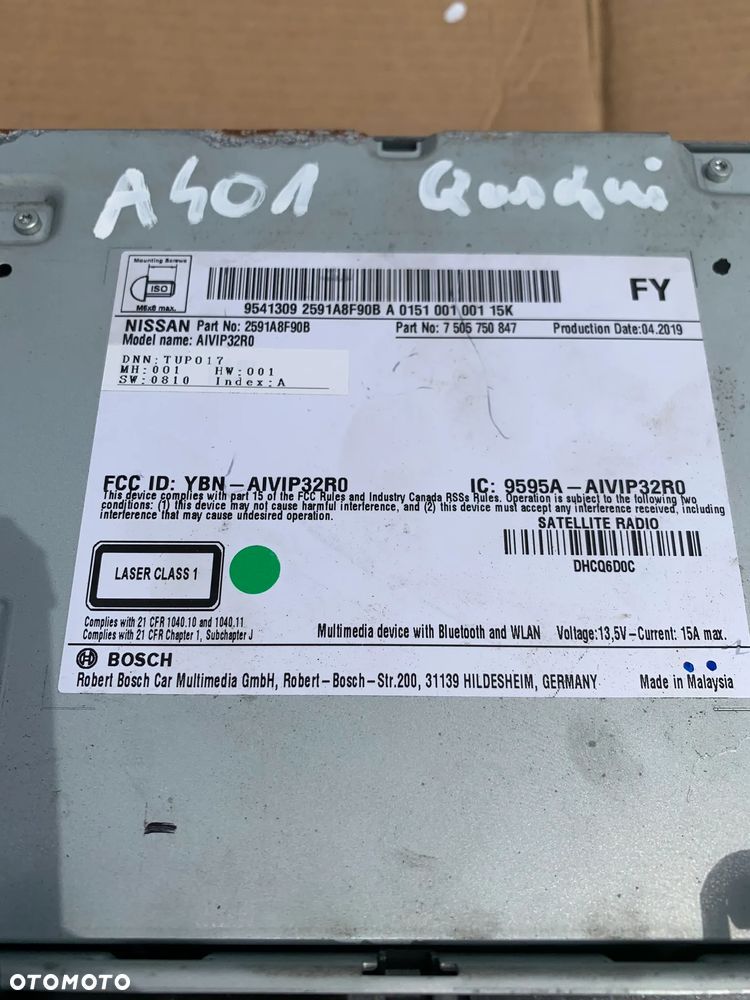 A401 Qashqai
Mounting Screws
ISO
M5x8 max.
9541309 2591A8F90B A 0151 001 001 15K
FY
NISSAN Part No: 2591A8F90B
Part No: 7 505 750 847
Production Date:04.2019
Model name: AIVIP32R0
DNN:TUP017
MH:001 HW:001
SW:0810 Index:A
FCC ID: YBN-AIVIP32R0
IC: 9595A-AIVIP32R0
This device complies with part 15 of the FCC Rules and Industry Canada RSSs Rules. Operation is subject to the following two
conditions: (1) this device may not cause harmful interference, and (2) this device must accept any interference received, including
interference that may cause undesired operation.
SATELLITE RADIO
DHCQ6D0C
LASER CLASS 1
Complies with 21 CFR 1040.10 and 1040.11
Complies with 21 CFR Chapter 1, Subchapter J
Multimedia device with Bluetooth and WLAN Voltage:13,5V-Current: 15A max.
BOSCH
Robert Bosch Car Multimedia GmbH, Robert-Bosch-Str.200, 31139 HILDESHEIM, GERMANY
Made in Malaysia
OTOMOTO